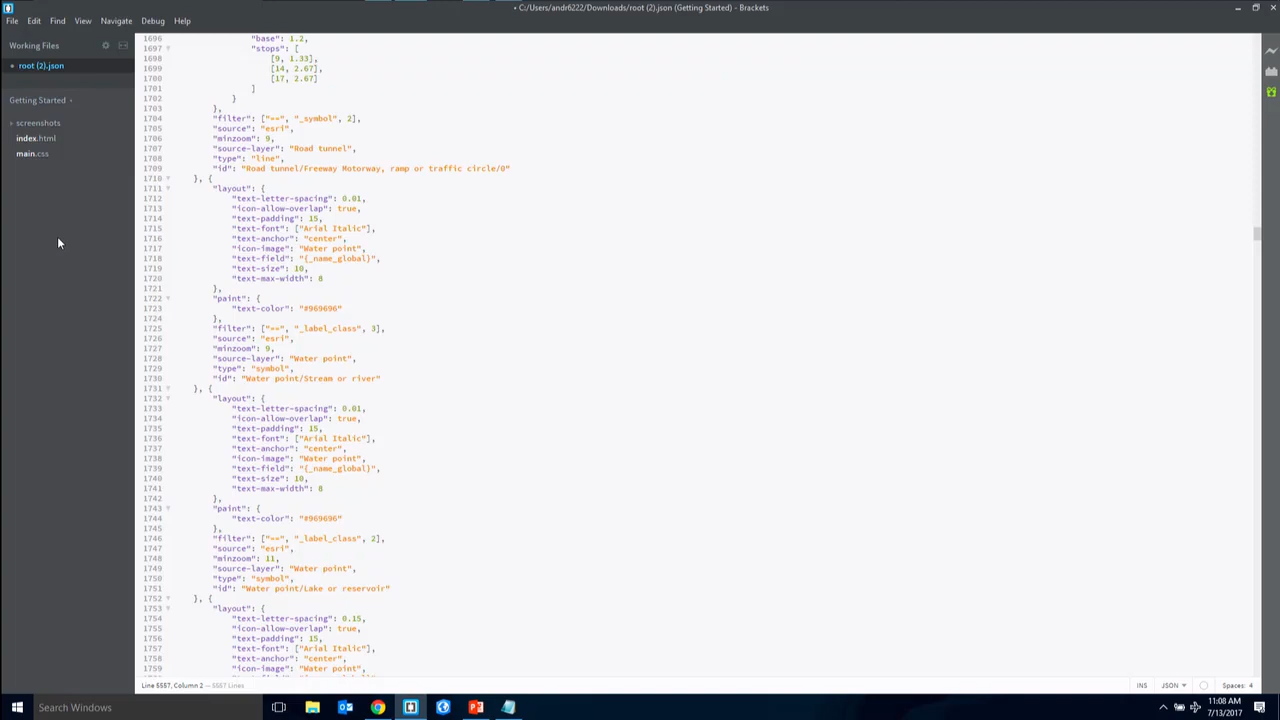 • C:/Users/andr6222/Downloads/root (2).json (Getting Started) - Brackets
File Edit Find View Navigate Debug Help
Working Files
• root (2).json
Getting Started
screenshots
index.html
main.css
1696 "base": 1.2,
1697 "stops": [
1698 [9, 1.33],
1699 [14, 2.67],
1700 [17, 2.67]
1701 ]
1702 }
1703 },
1704 "filter": ["==", "_symbol", 2],
1705 "source": "esri",
1706 "minzoom": 9,
1707 "source-layer": "Road tunnel",
1708 "type": "line",
1709 "id": "Road tunnel/Freeway Motorway, ramp or traffic circle/0"
1710 }, {
1711 "layout": {
1712 "text-letter-spacing": 0.01,
1713 "icon-allow-overlap": true,
1714 "text-padding": 15,
1715 "text-font": ["Arial Italic"],
1716 "text-anchor": "center",
1717 "icon-image": "Water point",
1718 "text-field": "{_name_global}",
1719 "text-size": 10,
1720 "text-max-width": 8
1721 },
1722 "paint": {
1723 "text-color": "#969696"
1724 },
1725 "filter": ["==", "_label_class", 3],
1726 "source": "esri",
1727 "minzoom": 9,
1728 "source-layer": "Water point",
1729 "type": "symbol",
1730 "id": "Water point/Stream or river"
1731 }, {
1732 "layout": {
1733 "text-letter-spacing": 0.01,
1734 "icon-allow-overlap": true,
1735 "text-padding": 15,
1736 "text-font": ["Arial Italic"],
1737 "text-anchor": "center",
1738 "icon-image": "Water point",
1739 "text-field": "{_name_global}",
1740 "text-size": 10,
1741 "text-max-width": 8
1742 },
1743 "paint": {
1744 "text-color": "#969696"
1745 },
1746 "filter": ["==", "_label_class", 2],
1747 "source": "esri",
1748 "minzoom": 11,
1749 "source-layer": "Water point",
1750 "type": "symbol",
1751 "id": "Water point/Lake or reservoir"
1752 }, {
1753 "layout": {
1754 "text-letter-spacing": 0.15,
1755 "icon-allow-overlap": true,
1756 "text-padding": 15,
1757 "text-font": ["Arial Italic"],
1758 "text-anchor": "center",
1759 "icon-image": "Water point",
Line 5557, Column 2 — 5557 Lines
INS JSON Spaces: 4
Search Windows
11:08 AM
7/13/2017